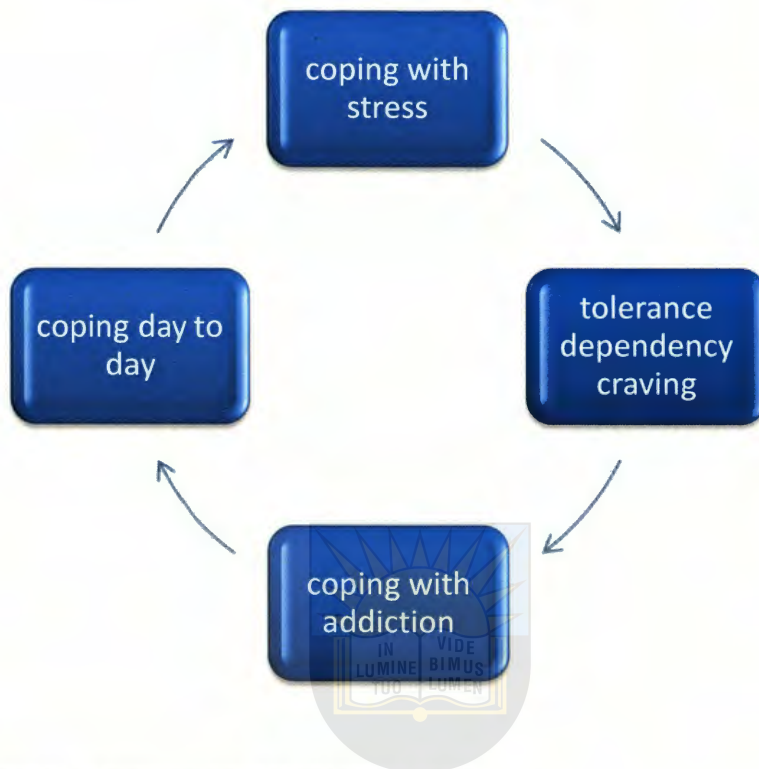 coping with
stress
tolerance
dependency
craving
coping with
addiction
coping day to
day
IN
LUMINE
TUO
VIDE
BIMUS
LUMEN